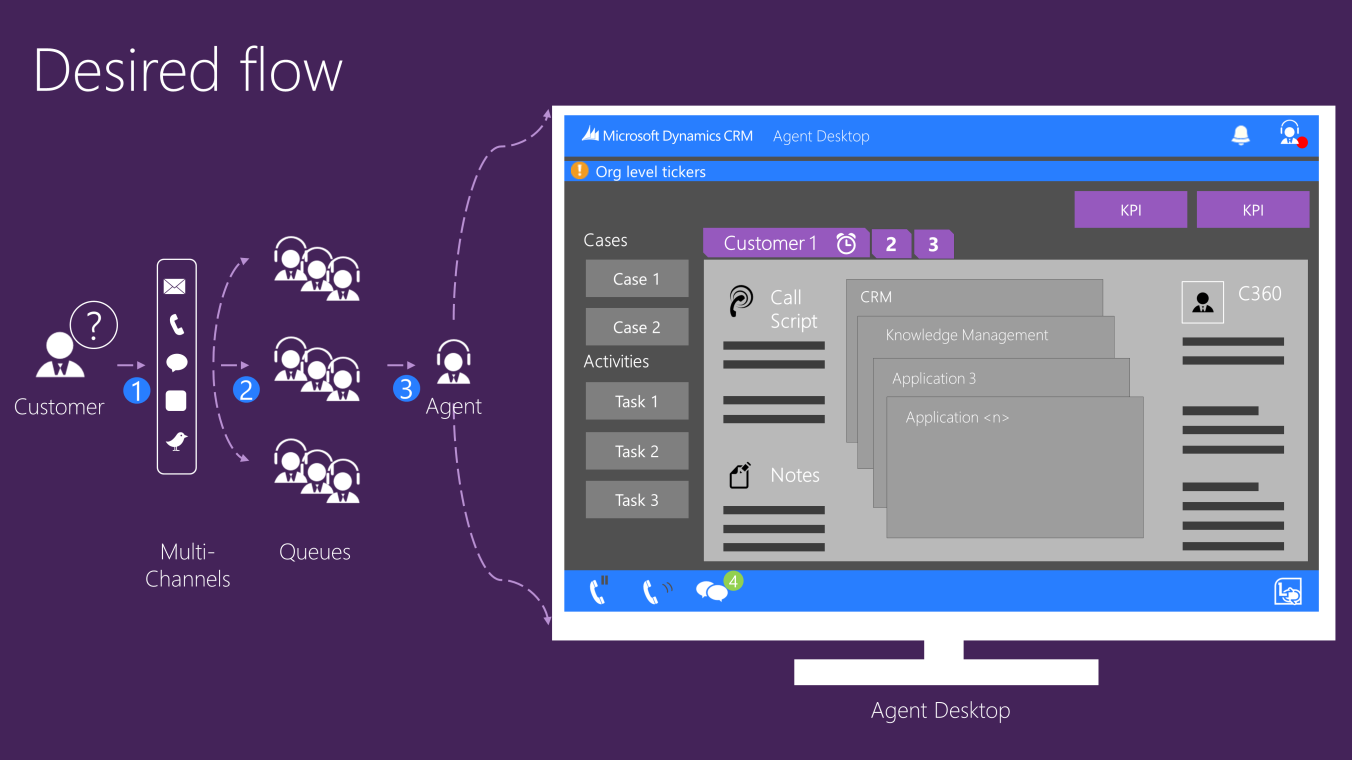 Desired flow
Microsoft Dynamics CRM Agent Desktop
! Org level tickers
KPI KPI
Cases
Customer 1 2 3
Case 1
Case 2
Activities
Task 1
Task 2
Task 3
Call
Script
Notes
CRM
Knowledge Management
Application 3
Application <n>
C360
4
?
Customer
1
2
3
Agent
Multi-
Channels
Queues
Agent Desktop